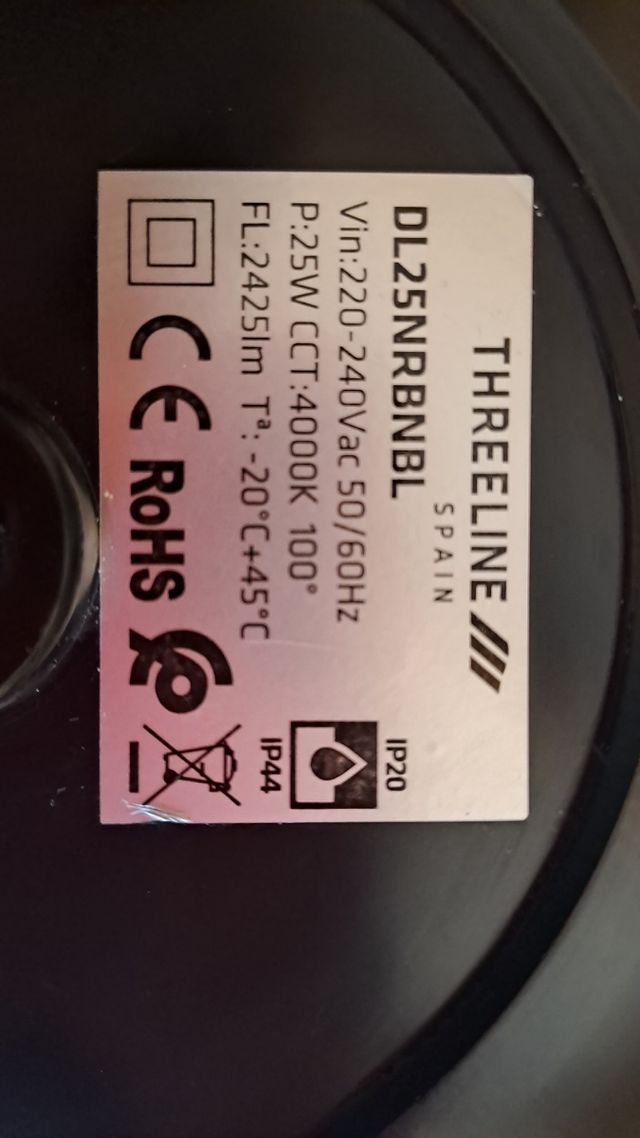 THREELINE
SPAIN
DL25NRBNBL
Vin:220-240Vac 50/60Hz
P:25W CCT:4000K 100°
FL:2425lm Tª: -20°C+45°C
IP20
IP44
CE RoHS